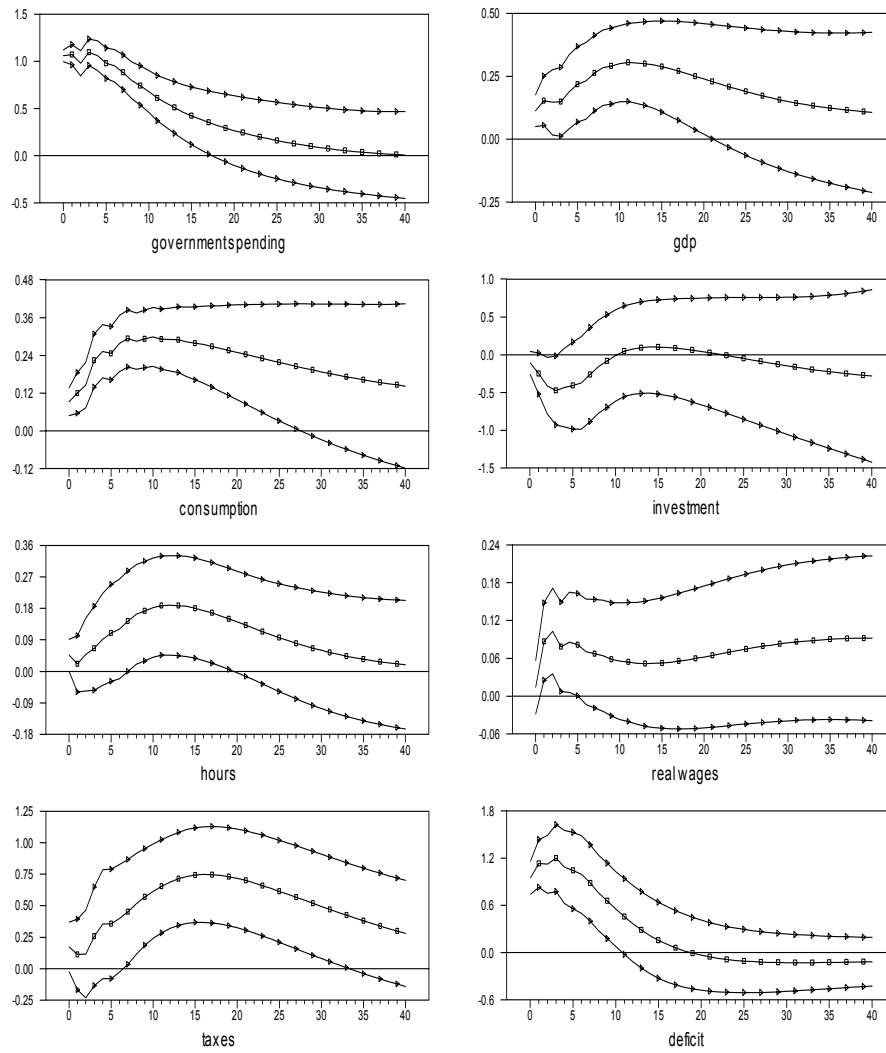 1.5
1.0
0.5
0.0
-0.5
0 5 10 15 20 25 30 35 40
government spending
0.50
0.25
0.00
-0.25
0 5 10 15 20 25 30 35 40
gdp
0.48
0.36
0.24
0.12
0.00
-0.12
0 5 10 15 20 25 30 35 40
consumption
1.0
0.5
0.0
-0.5
-1.0
-1.5
0 5 10 15 20 25 30 35 40
investment
0.36
0.27
0.18
0.09
0.00
-0.09
-0.18
0 5 10 15 20 25 30 35 40
hours
0.24
0.18
0.12
0.06
0.00
-0.06
0 5 10 15 20 25 30 35 40
real wages
1.25
1.00
0.75
0.50
0.25
0.00
-0.25
0 5 10 15 20 25 30 35 40
taxes
1.8
1.2
0.6
0.0
-0.6
0 5 10 15 20 25 30 35 40
deficit